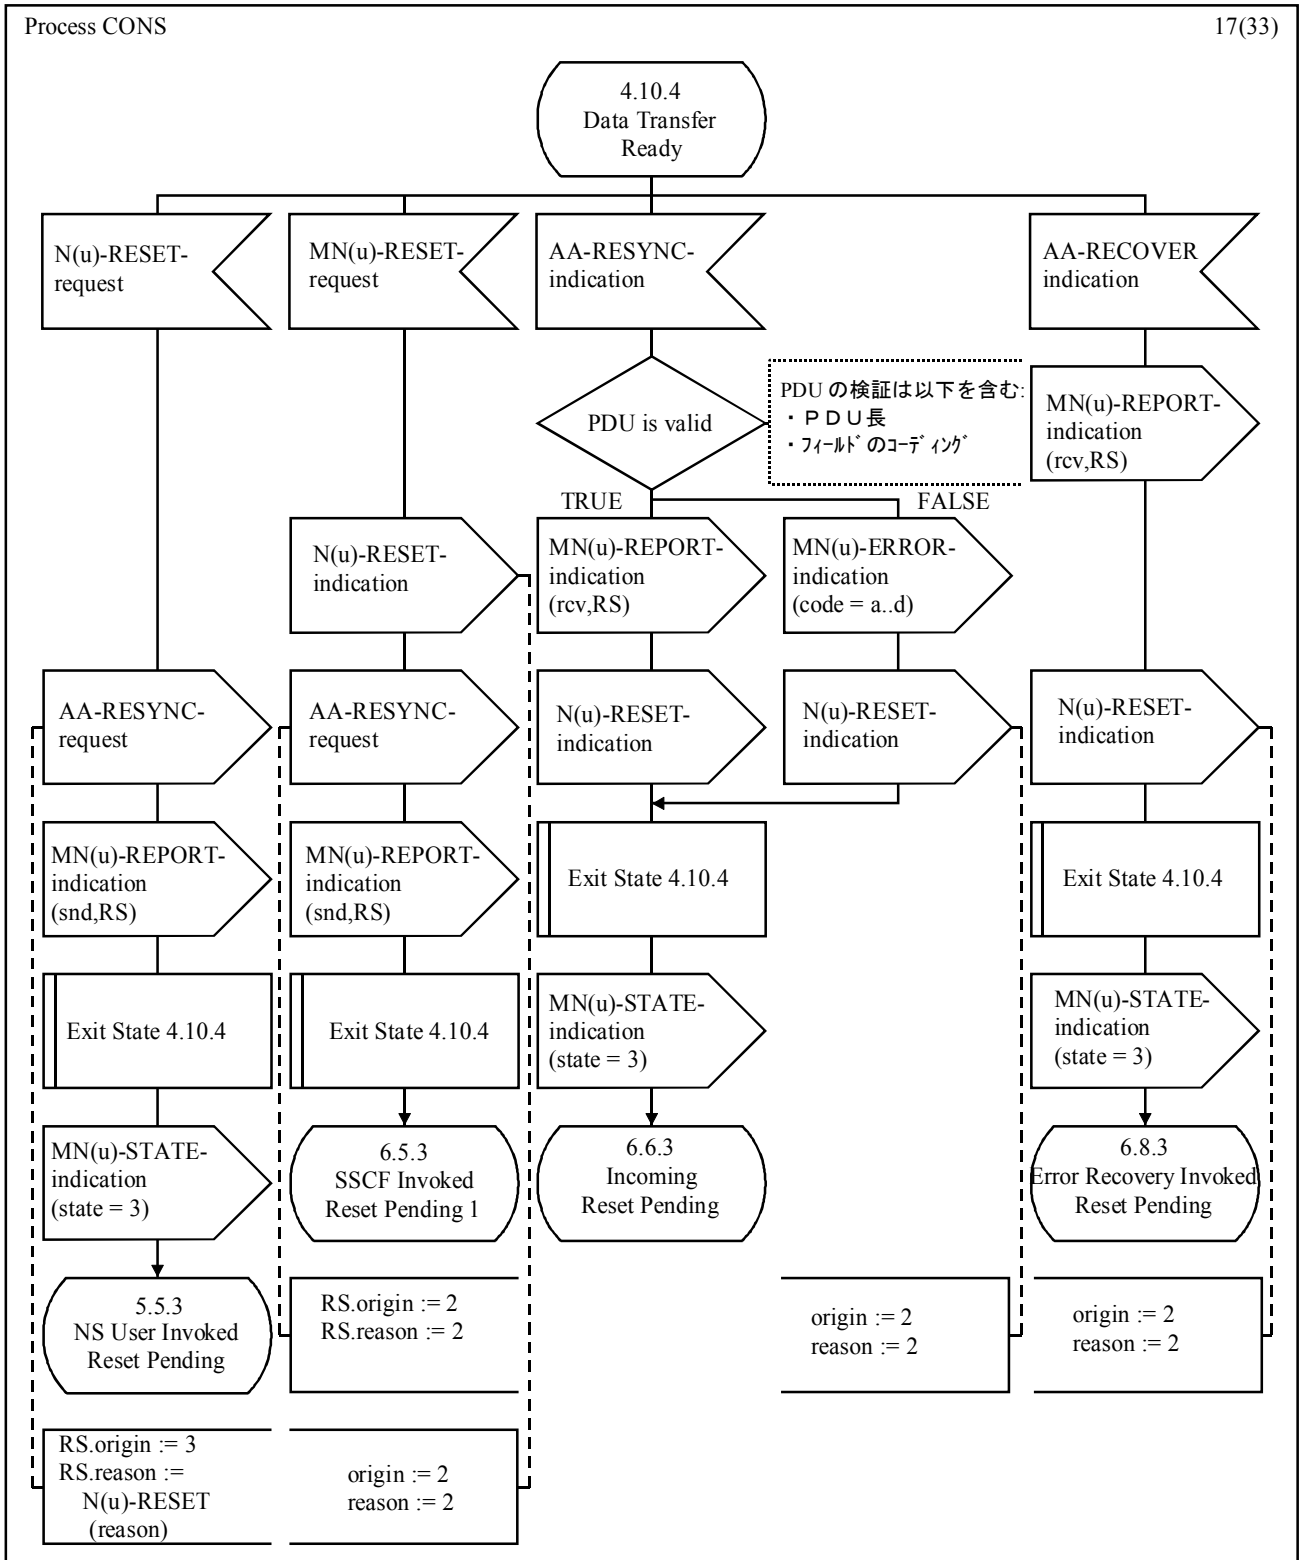 Process CONS
17(33)
4.10.4
Data Transfer
Ready
N(u)-RESET-
request
MN(u)-RESET-
request
AA-RESYNC-
indication
AA-RECOVER
indication
PDU is valid
PDU の検証は以下を含む:
・ＰＤＵ長
・ﾌｨｰﾙﾄﾞのｺｰﾃﾞｨﾝｸﾞ
MN(u)-REPORT-
indication
(rcv,RS)
TRUE
FALSE
N(u)-RESET-
indication
MN(u)-REPORT-
indication
(rcv,RS)
MN(u)-ERROR-
indication
(code = a..d)
AA-RESYNC-
request
AA-RESYNC-
request
N(u)-RESET-
indication
N(u)-RESET-
indication
N(u)-RESET-
indication
MN(u)-REPORT-
indication
(snd,RS)
MN(u)-REPORT-
indication
(snd,RS)
Exit State 4.10.4
Exit State 4.10.4
Exit State 4.10.4
Exit State 4.10.4
MN(u)-STATE-
indication
(state = 3)
MN(u)-STATE-
indication
(state = 3)
MN(u)-STATE-
indication
(state = 3)
6.5.3
SSCF Invoked
Reset Pending 1
6.6.3
Incoming
Reset Pending
6.8.3
Error Recovery Invoked
Reset Pending
5.5.3
NS User Invoked
Reset Pending
RS.origin := 2
RS.reason := 2
origin := 2
reason := 2
origin := 2
reason := 2
RS.origin := 3
RS.reason :=
N(u)-RESET
(reason)
origin := 2
reason := 2